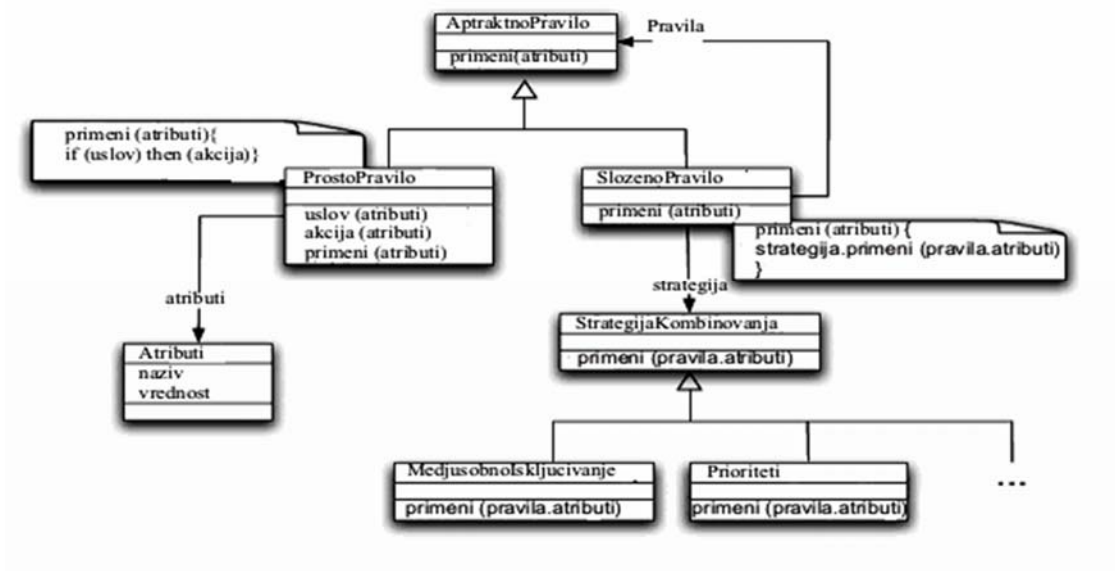 AptraktnoPravilo
primeni(atributi)
Pravila
primeni (atributi){
if (uslov) then (akcija)}
ProstoPravilo
uslov (atributi)
akcija (atributi)
primeni (atributi)
SlozenoPravilo
primeni (atributi)
primeni (atributi) {
strategija.primeni (pravila.atributi)
}
atributi
strategija
Atributi
naziv
vrednost
StrategijaKombinovanja
primeni (pravila.atributi)
MedjusobnoIskljucivanje
primeni (pravila.atributi)
Prioriteti
primeni (pravila.atributi)
...